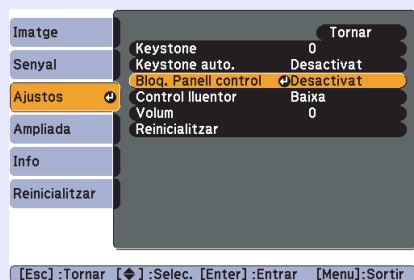 Imatge
Senyal
Ajustos
Ampliada
Info
Reinicialitzar
Tornar
Keystone 0
Keystone auto. Desactivat
Bloq. Panell control Desactivat
Control lluentor Baixa
Volum 0
Reinicialitzar
[Esc] :Tornar [ ] :Selec. [Enter] :Entrar [Menu]:Sortir